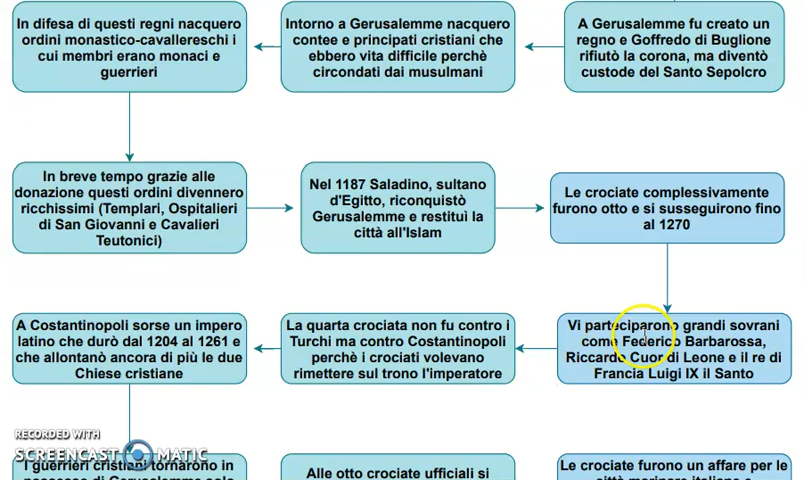 In difesa di questi regni nacquero
ordini monastico-cavallereschi i
cui membri erano monaci e
guerrieri
Intorno a Gerusalemme nacquero
contee e principati cristiani che
ebbero vita difficile perchè
circondati dai musulmani
A Gerusalemme fu creato un
regno e Goffredo di Buglione
rifiutò la corona, ma diventò
custode del Santo Sepolcro
In breve tempo grazie alle
donazione questi ordini divennero
ricchissimi (Templari, Ospitalieri
di San Giovanni e Cavalieri
Teutonici)
Nel 1187 Saladino, sultano
d'Egitto, riconquistò
Gerusalemme e restituì la
città all'Islam
Le crociate complessivamente
furono otto e si susseguirono fino
al 1270
A Costantinopoli sorse un impero
latino che durò dal 1204 al 1261 e
che allontanò ancora di più le due
Chiese cristiane
La quarta crociata non fu contro i
Turchi ma contro Costantinopoli
perchè i crociati volevano
rimettere sul trono l'imperatore
Vi parteciparono grandi sovrani
come Federico Barbarossa,
Riccardo Cuor di Leone e il re di
Francia Luigi IX il Santo
RECORDED WITH
SCREENCAST MATIC
I guerrieri cristiani tornarono in
possesso di Gerusalemme solo
Alle otto crociate ufficiali si
Le crociate furono un affare per le
città marinare italiane e